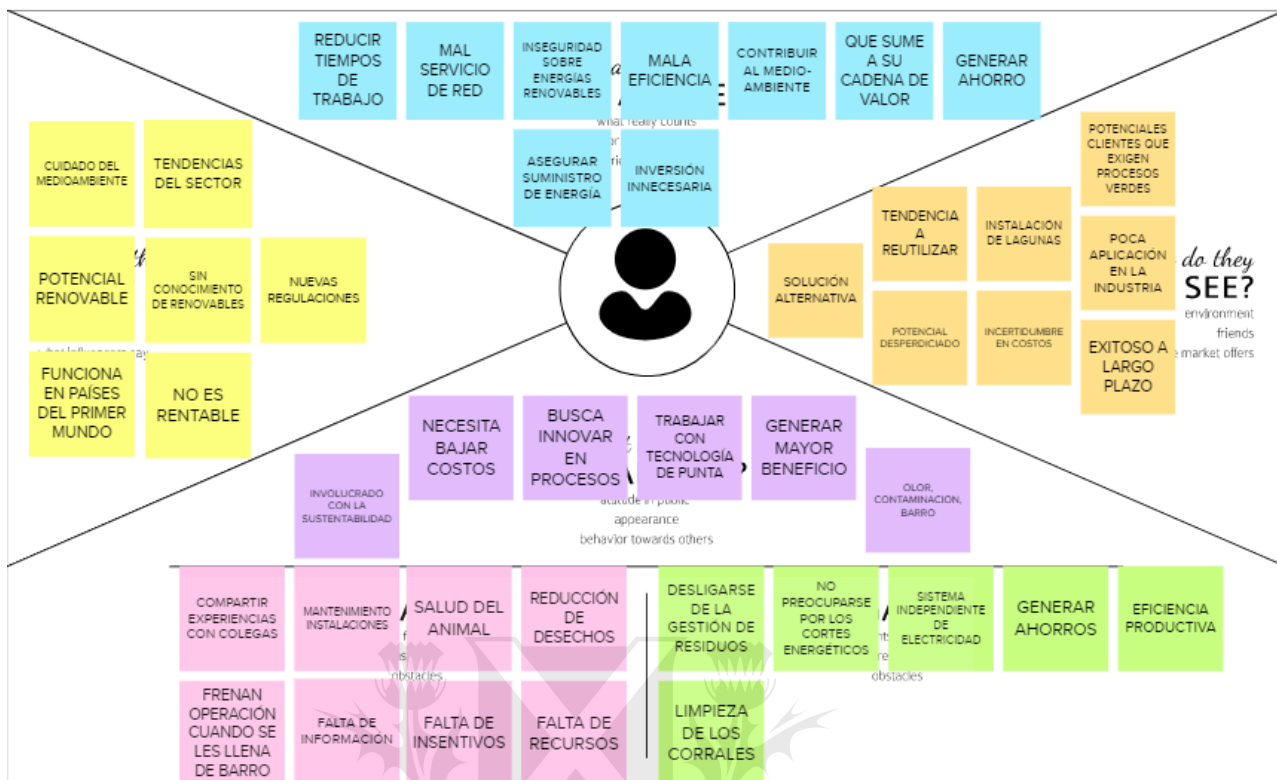 REDUCIR
TIEMPOS
DE
TRABAJO
MAL
SERVICIO
DE RED
INSEGURIDAD
SOBRE
ENERGÍAS
RENOVABLES
MALA
EFICIENCIA
CONTRIBUIR
AL MEDIO-
AMBIENTE
QUE SUME
A SU
CADENA DE
VALOR
GENERAR
AHORRO
what really counts
ASEGURAR
SUMINISTRO
DE ENERGÍA
INVERSIÓN
INNECESARIA
CUIDADO DEL
MEDIOAMBIENTE
TENDENCIAS
DEL SECTOR
POTENCIAL
RENOVABLE
SIN
CONOCIMIENTO
DE RENOVABLES
NUEVAS
REGULACIONES
FUNCIONA
EN PAÍSES
DEL PRIMER
MUNDO
NO ES
RENTABLE
POTENCIALES
CLIENTES QUE
EXIGEN
PROCESOS
VERDES
TENDENCIA
A
REUTILIZAR
INSTALACIÓN
DE LAGUNAS
SOLUCIÓN
ALTERNATIVA
POCA
APLICACIÓN
EN LA
INDUSTRIA
POTENCIAL
DESPERDICIADO
INCERTIDUMBRE
EN COSTOS
EXITOSO A
LARGO
PLAZO
do they
SEE?
environment
friends
market offers
NECESITA
BAJAR
COSTOS
BUSCA
INNOVAR
EN
PROCESOS
TRABAJAR
CON
TECNOLOGÍA
DE PUNTA
GENERAR
MAYOR
BENEFICIO
INVOLUCRADO
CON LA
SUSTENTABILIDAD
OLOR,
CONTAMINACION,
BARRO
attitude in public
appearance
behavior towards others
COMPARTIR
EXPERIENCIAS
CON COLEGAS
MANTENIMIENTO
INSTALACIONES
SALUD DEL
ANIMAL
REDUCCIÓN
DE
DESECHOS
obstacles
FRENAN
OPERACIÓN
CUANDO SE
LES LLENA
DE BARRO
FALTA DE
INFORMACIÓN
FALTA DE
INSENTIVOS
FALTA DE
RECURSOS
DESLIGARSE
DE LA
GESTIÓN DE
RESIDUOS
NO
PREOCUPARSE
POR LOS
CORTES
ENERGÉTICOS
SISTEMA
INDEPENDIENTE
DE
ELECTRICIDAD
GENERAR
AHORROS
EFICIENCIA
PRODUCTIVA
obstacles
LIMPIEZA
DE LOS
CORRALES